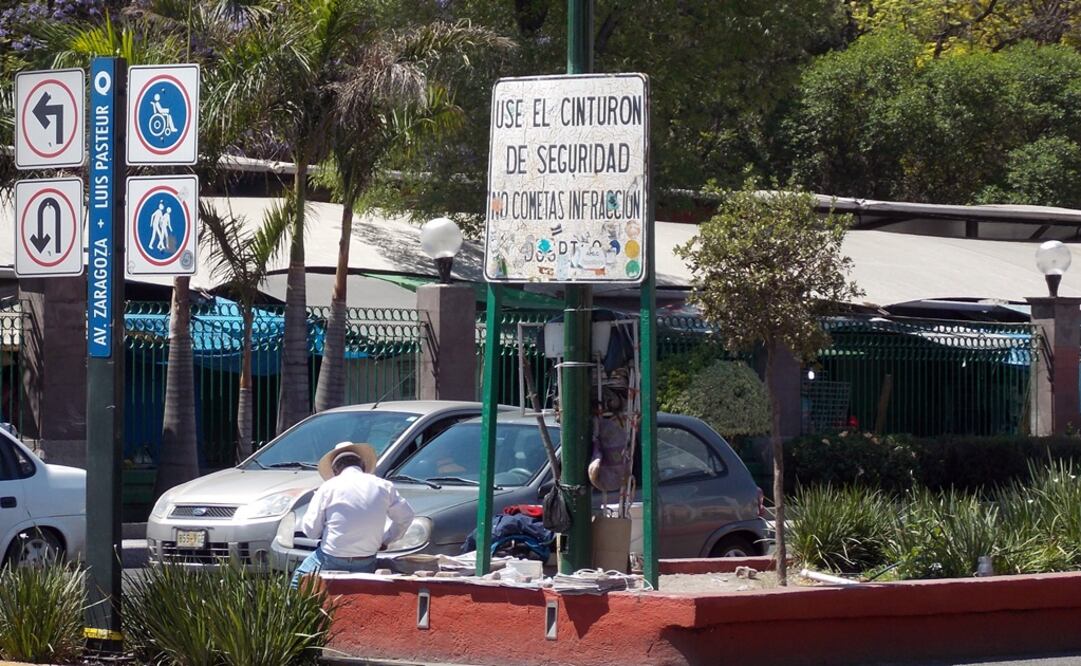 AV. ZARAGOZA + LUIS PASTEUR
USE EL CINTURON
DE SEGURIDAD
NO COMETAS INFRACCION